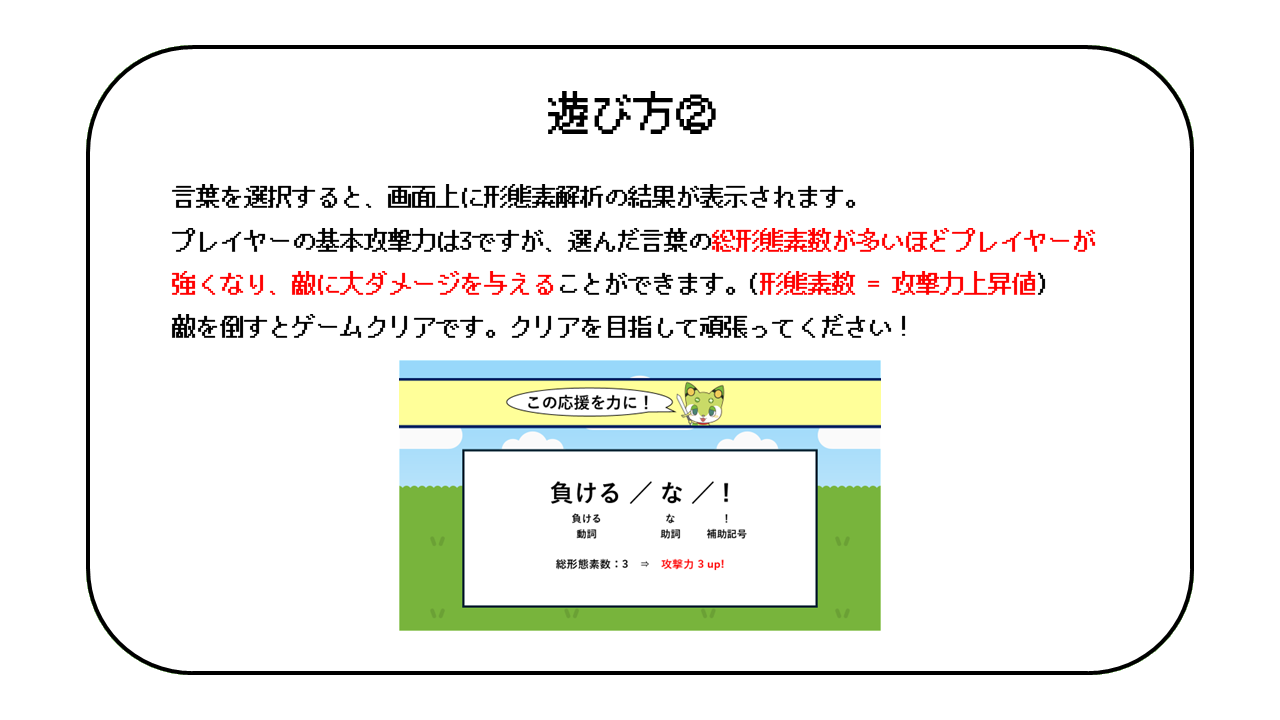 遊び方②
言葉を選択すると、画面上に形態素解析の結果が表示されます。
プレイヤーの基本攻撃力は3ですが、選んだ言葉の総形態素数が多いほどプレイヤーが
強くなり、敵に大ダメージを与えることができます。(形態素数 = 攻撃力上昇値)
敵を倒すとゲームクリアです。クリアを目指して頑張ってください！
この応援を力に！
負ける ／ な ／！
負ける な ！
動詞 助詞 補助記号
総形態素数：3 ⇒ 攻撃力 3 up!